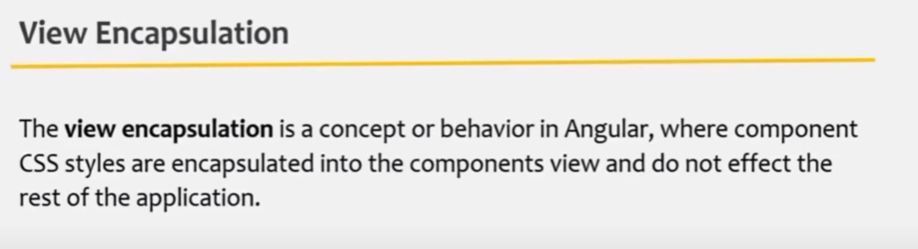 View Encapsulation
The view encapsulation is a concept or behavior in Angular, where component
CSS styles are encapsulated into the components view and do not effect the
rest of the application.